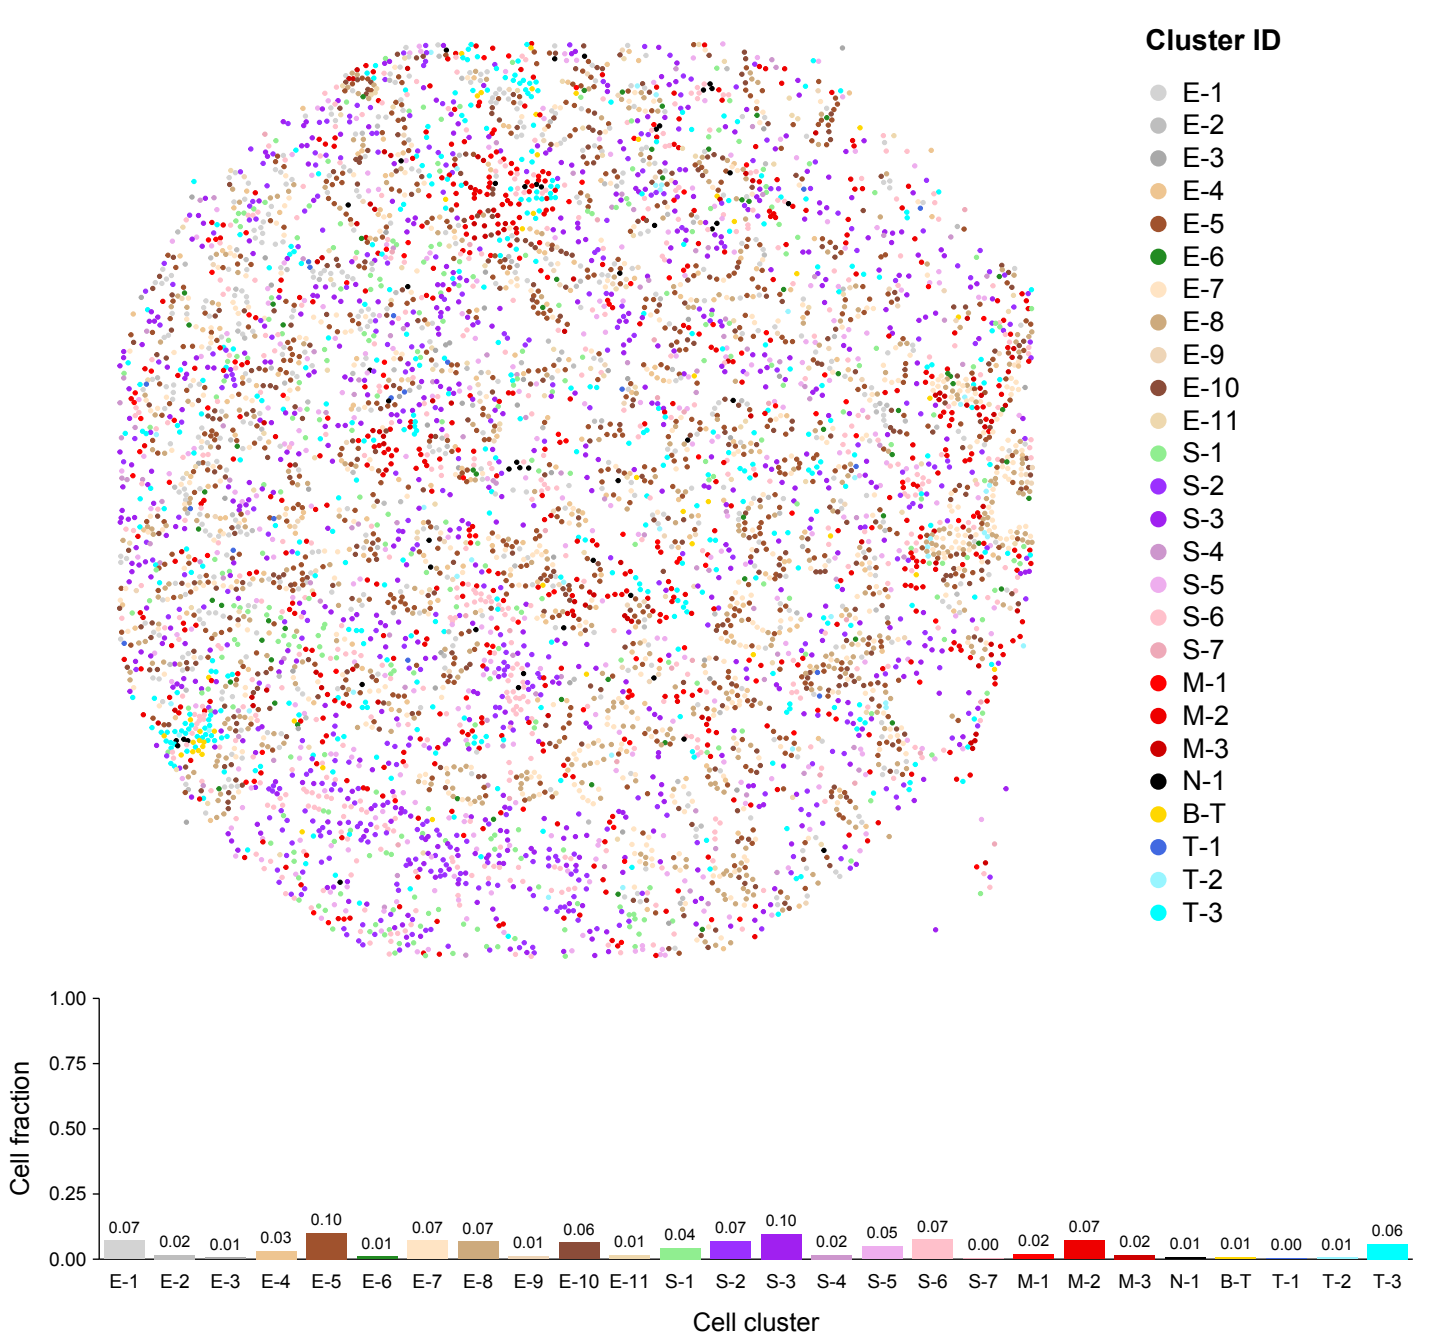 Cluster ID
E-1
E-2
E-3
E-4
E-5
E-6
E-7
E-8
E-9
E-10
E-11
S-1
S-2
S-3
S-4
S-5
S-6
S-7
M-1
M-2
M-3
N-1
B-T
T-1
T-2
T-3
1.00
0.75
0.50
0.25
0.00
Cell fraction
0.07 0.02 0.01 0.03 0.10 0.01 0.07 0.07 0.01 0.06 0.01 0.04 0.07 0.10 0.02 0.05 0.07 0.00 0.02 0.07 0.02 0.01 0.01 0.00 0.01 0.06
E-1 E-2 E-3 E-4 E-5 E-6 E-7 E-8 E-9 E-10 E-11 S-1 S-2 S-3 S-4 S-5 S-6 S-7 M-1 M-2 M-3 N-1 B-T T-1 T-2 T-3
Cell cluster